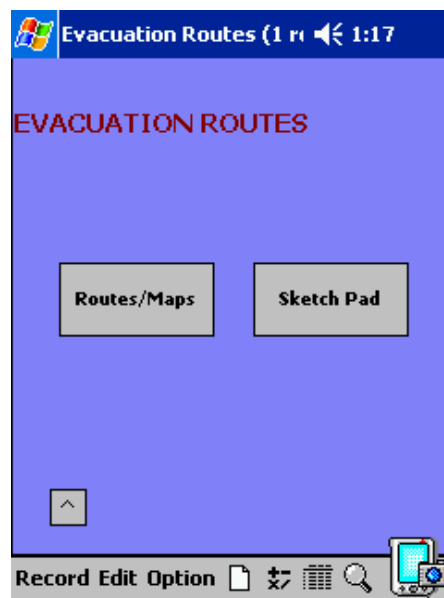 Evacuation Routes (1 r 1:17
EVACUATION ROUTES
Routes/Maps Sketch Pad
^
Record Edit Option